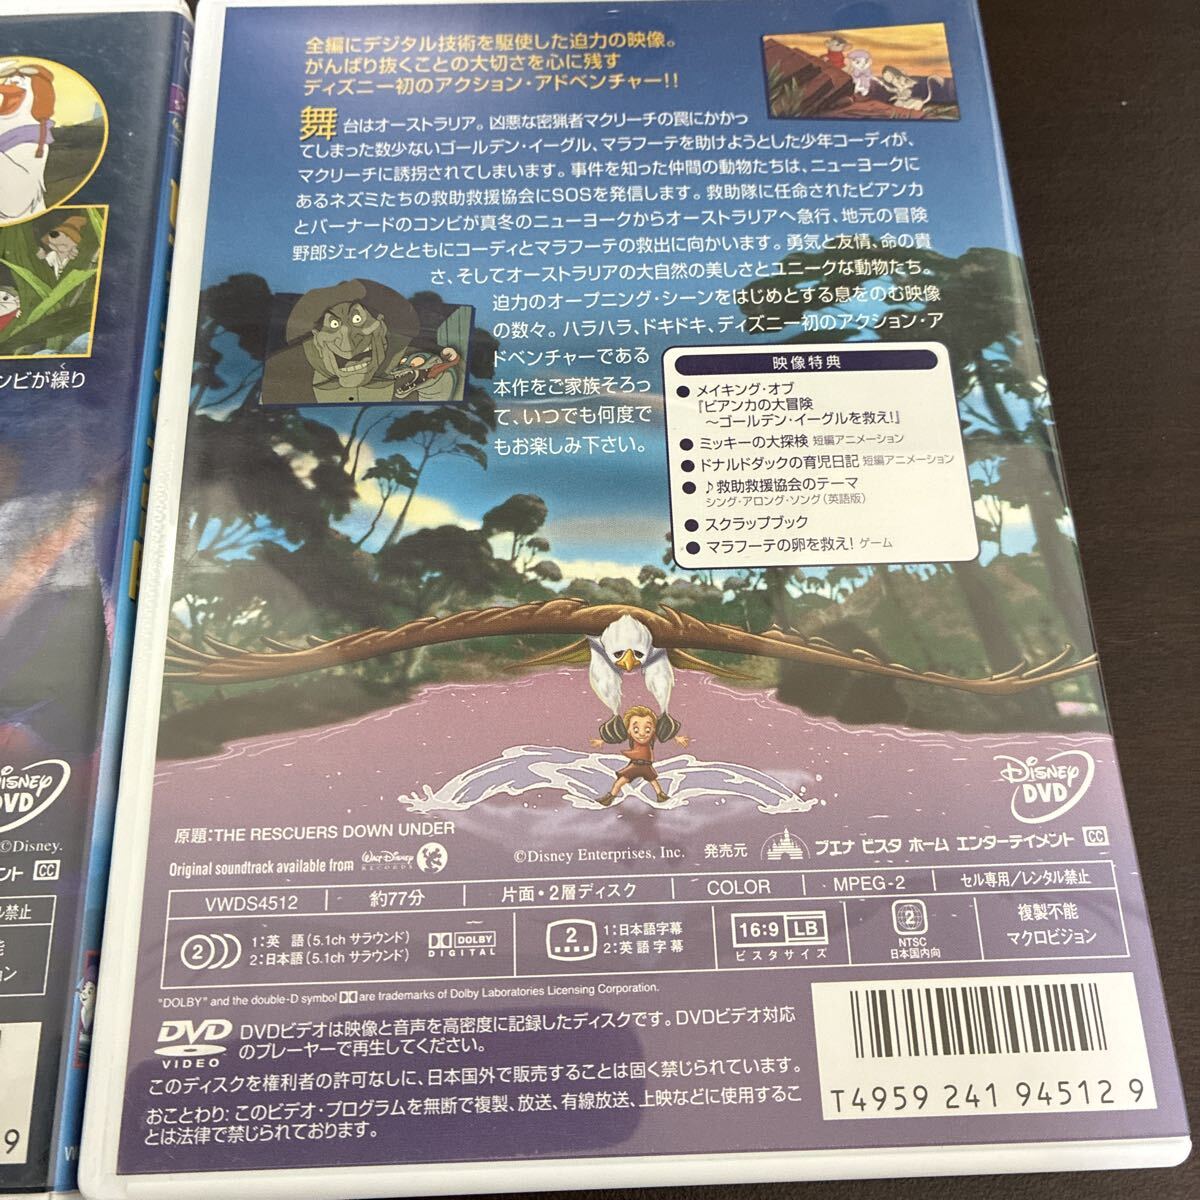 全編にデジタル技術を駆使した迫力の映像。
がんばり抜くことの大切さを心に残す
ディズニー初のアクション・アドベンチャー!!
舞台はオーストラリア。凶悪な密猟者マクリーチの罠にかかっ
てしまった数少ないゴールデン・イーグル、マラフーテを助けようとした少年コーディが、
マクリーチに誘拐されてしまいます。事件を知った仲間の動物たちは、ニューヨークに
あるネズミたちの救助救援協会にSOSを発信します。救助隊に任命されたビアンカ
とバーナードのコンビが真冬のニューヨークからオーストラリアへ急行、地元の冒険
野郎ジェイクとともにコーディとマラフーテの救出に向かいます。勇気と友情、命の貴
さ、そしてオーストラリアの大自然の美しさとユニークな動物たち。
迫力のオープニング・シーンをはじめとする息をのむ映像
の数々。ハラハラ、ドキドキ、ディズニー初のアクション・ア
ドベンチャーである
本作をご家族そろっ
て、いつでも何度で
もお楽しみ下さい。
映像特典
● メイキング・オブ
『ビアンカの大冒険
～ゴールデン・イーグルを救え!』
● ミッキーの大探検 短編アニメーション
● ドナルドダックの育児日記 短編アニメーション
● ♪救助救援協会のテーマ
シング・アロング・ソング(英語版)
● スクラップブック
● マラフーテの卵を救え! ゲーム
Disney DVD
原題:THE RESCUERS DOWN UNDER
Original soundtrack available from Walt Disney RECORDS
©Disney Enterprises, Inc. 発売元 ブエナ ビスタ ホーム エンターテイメント CC
VWDS4512 約77分 片面・2層ディスク COLOR MPEG-2 セル専用/レンタル禁止
2 1:英 語(5.1ch サラウンド)
2:日本語(5.1ch サラウンド)
DOLBY DIGITAL
2 1:日本語字幕
2:英語字幕
16:9 LB
ビスタサイズ
2
NTSC
日本国内向
複製不能
マクロビジョン
"DOLBY" and the double-D symbol are trademarks of Dolby Laboratories Licensing Corporation.
DVD VIDEO
DVDビデオは映像と音声を高密度に記録したディスクです。DVDビデオ対応
のプレーヤーで再生してください。
このディスクを権利者の許可なしに、日本国外で販売することは固く禁じられています。
おことわり:このビデオ・プログラムを無断で複製、放送、有線放送、上映などに使用するこ
とは法律で禁じられております。
T4959 241 94512 9
ンビが繰り
く
Disney DVD
©Disney.
ント CC
ル禁止
能
ョン
9